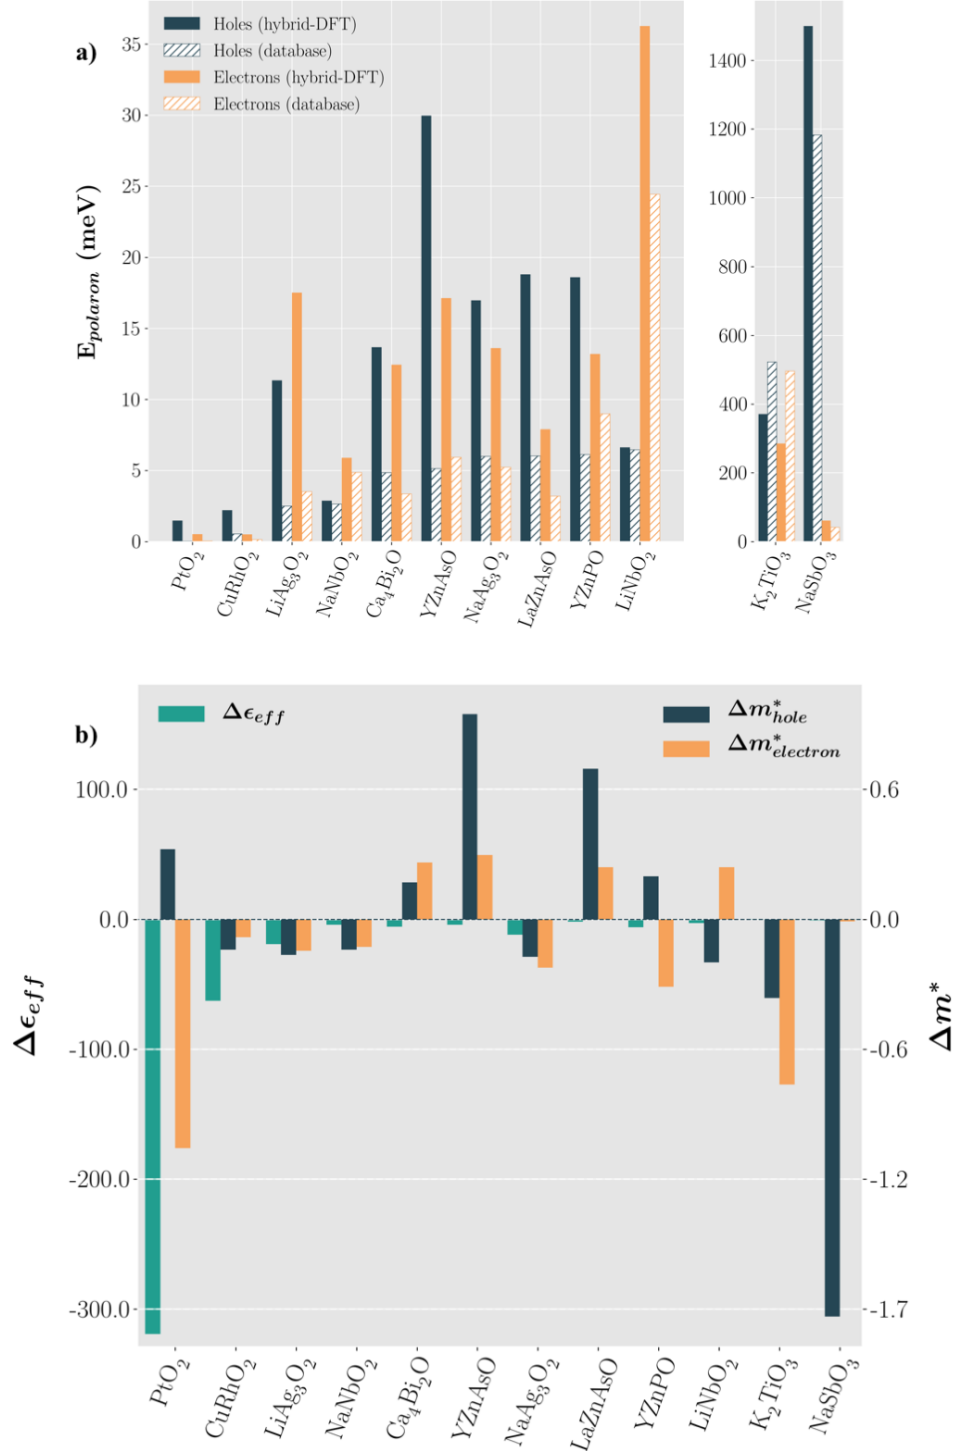 a)
Holes (hybrid-DFT)
Holes (database)
Electrons (hybrid-DFT)
Electrons (database)
E_polaron (meV)
35
30
25
20
15
10
5
0
1400
1200
1000
800
600
400
200
0
PtO₂
CuRhO₂
LiAg₃O₂
NaNbO₂
Ca₄Bi₂O
YZnAsO
NaAg₃O₂
LaZnAsO
YZnPO
LiNbO₂
K₂TiO₃
NaSbO₃
b)
Δϵ_eff
Δm*_hole
Δm*_electron
Δϵ_eff
100.0
0.0
-100.0
-200.0
-300.0
0.6
0.0
-0.6
-1.2
-1.7
Δm*
PtO₂
CuRhO₂
LiAg₃O₂
NaNbO₂
Ca₄Bi₂O
YZnAsO
NaAg₃O₂
LaZnAsO
YZnPO
LiNbO₂
K₂TiO₃
NaSbO₃